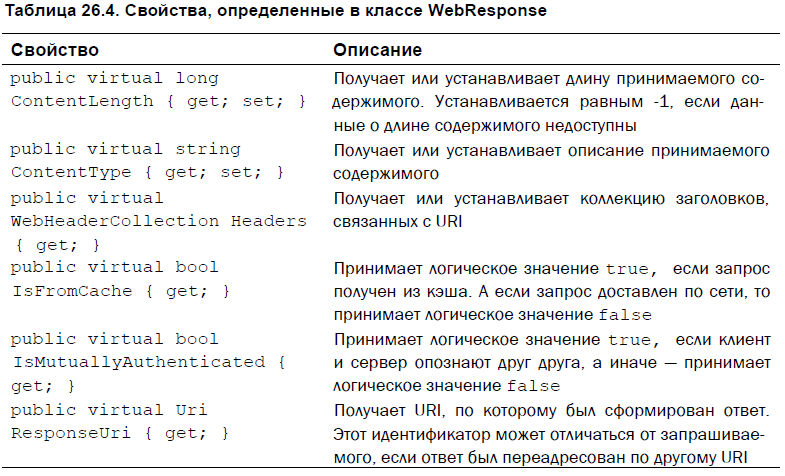 Таблица 26.4. Свойства, определенные в классе WebResponse
Свойство Описание
public virtual long
ContentLength { get; set; }
Получает или устанавливает длину принимаемого со-
держимого. Устанавливается равным -1, если дан-
ные о длине содержимого недоступны
public virtual string
ContentType { get; set; }
Получает или устанавливает описание принимаемого
содержимого
public virtual
WebHeaderCollection Headers
{ get; }
Получает или устанавливает коллекцию заголовков,
связанных с URI
public virtual bool
IsFromCache { get; }
Принимает логическое значение true, если запрос
получен из кэша. А если запрос доставлен по сети, то
принимает логическое значение false
public virtual bool
IsMutuallyAuthenticated {
get; }
Принимает логическое значение true, если клиент
и сервер опознают друг друга, а иначе — принимает
логическое значение false
public virtual Uri
ResponseUri { get; }
Получает URI, по которому был сформирован ответ.
Этот идентификатор может отличаться от запрашивае-
мого, если ответ был переадресован по другому URI